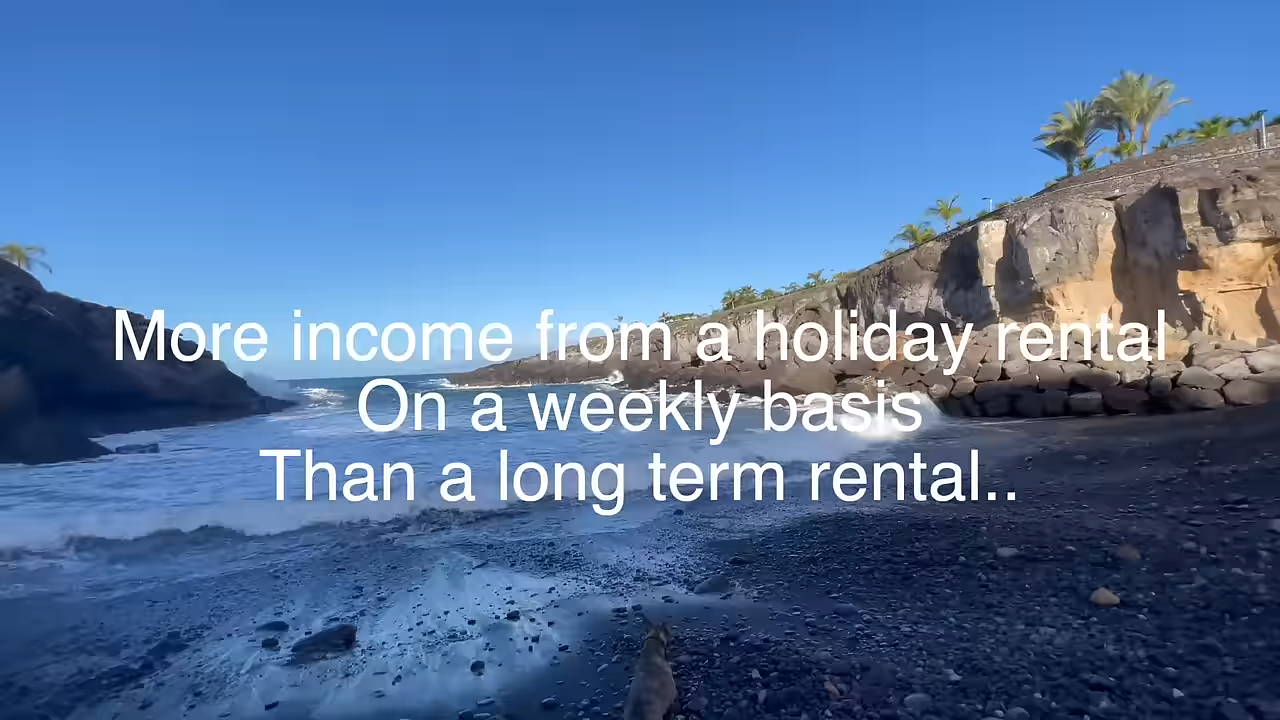 More income from a holiday rental
On a weekly basis
Than a long term rental..